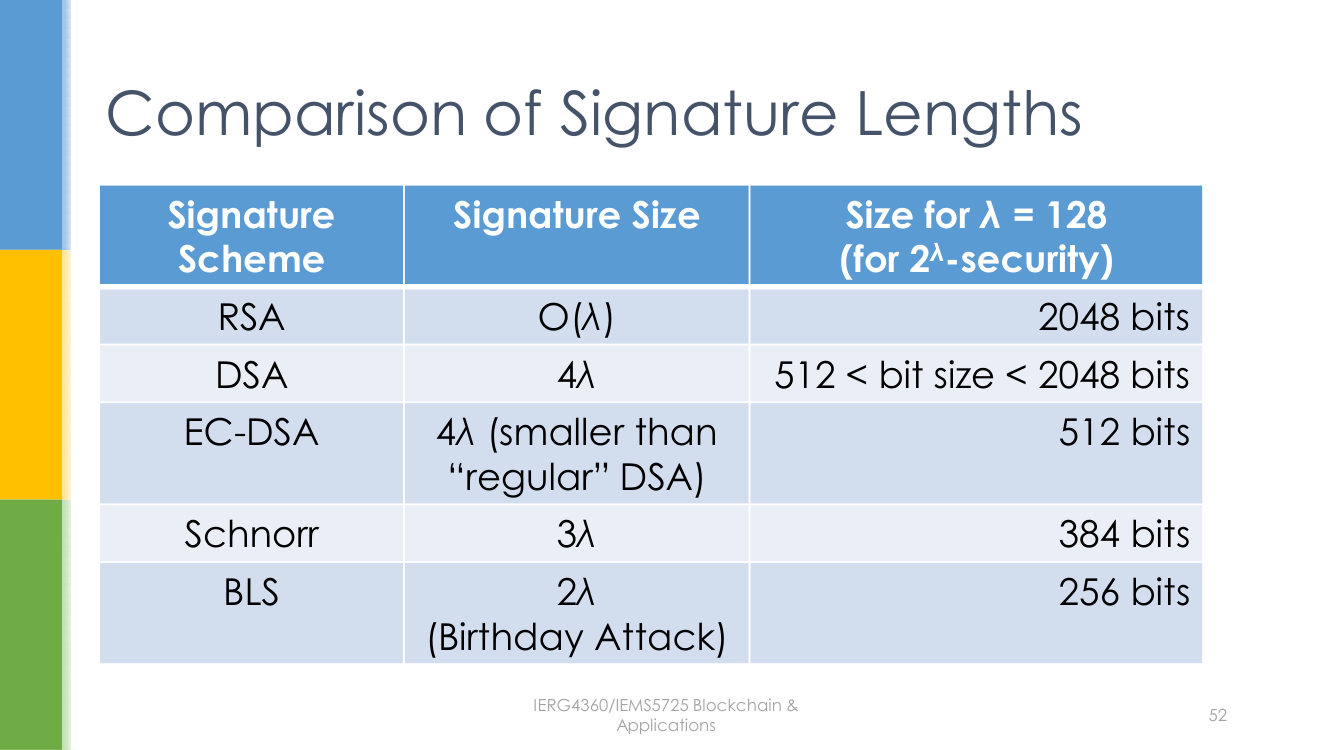 Comparison of Signature Lengths
Signature
Scheme
Signature Size
Size for λ = 128
(for 2^λ-security)
RSA
O(λ)
2048 bits
DSA
4λ
512 < bit size < 2048 bits
EC-DSA
4λ (smaller than
“regular” DSA)
512 bits
Schnorr
3λ
384 bits
BLS
2λ
(Birthday Attack)
256 bits
IERG4360/IEMS5725 Blockchain &
Applications
52